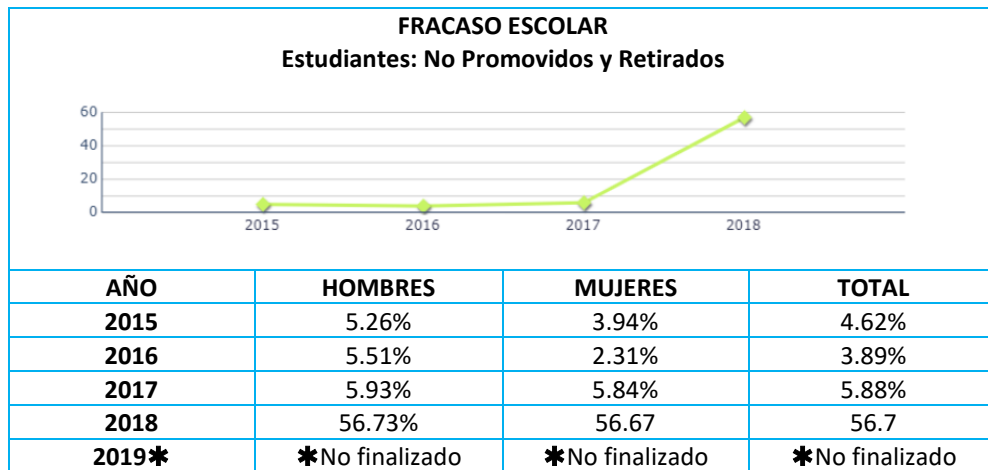 FRACASO ESCOLAR
Estudiantes: No Promovidos y Retirados
60
40
20
0
2015 2016 2017 2018
AÑO HOMBRES MUJERES TOTAL
2015 5.26% 3.94% 4.62%
2016 5.51% 2.31% 3.89%
2017 5.93% 5.84% 5.88%
2018 56.73% 56.67 56.7
2019✱ ✱No finalizado ✱No finalizado ✱No finalizado